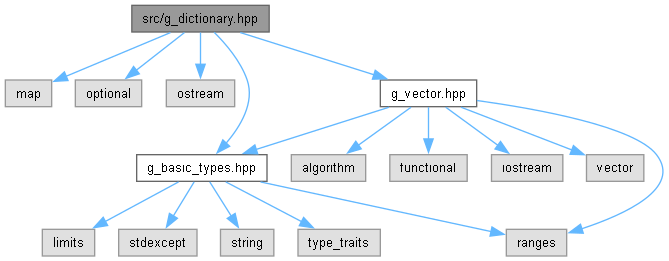 src/g_dictionary.hpp
map
optional
ostream
g_vector.hpp
g_basic_types.hpp
algorithm
functional
iostream
vector
limits
stdexcept
string
type_traits
ranges